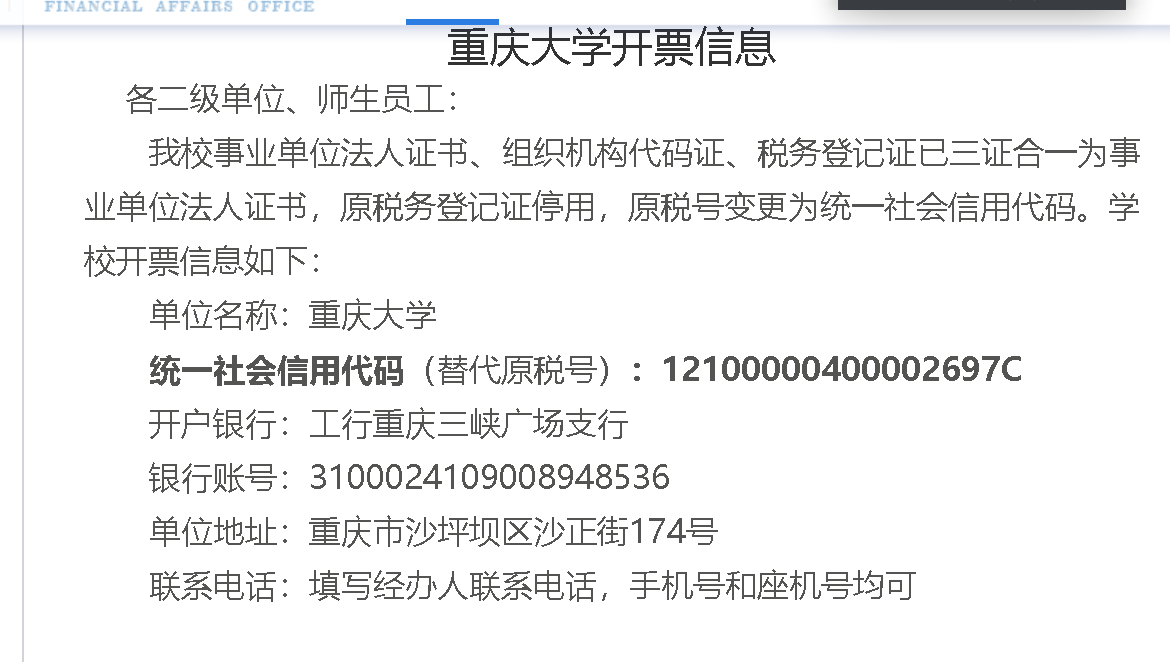 FINANCIAL AFFAIRS OFFICE
重庆大学开票信息
各二级单位、师生员工：
我校事业单位法人证书、组织机构代码证、税务登记证已三证合一为事
业单位法人证书，原税务登记证停用，原税号变更为统一社会信用代码。学
校开票信息如下：
单位名称：重庆大学
统一社会信用代码（替代原税号）：12100000400002697C
开户银行：工行重庆三峡广场支行
银行账号：3100024109008948536
单位地址：重庆市沙坪坝区沙正街174号
联系电话：填写经办人联系电话，手机号和座机号均可